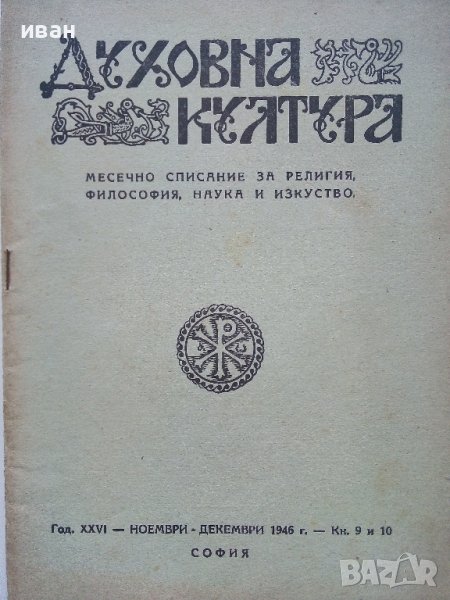 иван
ДУХОВНА
КУЛТУРА
МЕСЕЧНО СПИСАНИЕ ЗА РЕЛИГИЯ,
ФИЛОСОФИЯ, НАУКА И ИЗКУСТВО.
Год. XXVI — НОЕМВРИ - ДЕКЕМВРИ 1946 г. — Кн. 9 и 10
СОФИЯ
BAZAR